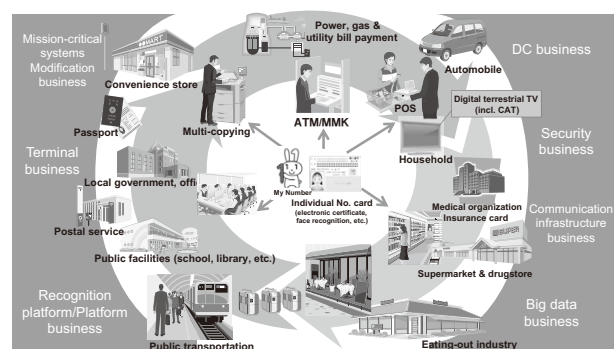 Mission-critical
systems
Modification
business
MART
Convenience store
Power, gas &
utility bill payment
Automobile
DC business
Passport
Multi-copying
ATM/MMK
POS
Digital terrestrial TV
(incl. CAT)
Security
business
Household
Terminal
business
Local government, offi
My Number
Individual No. card
(electronic certificate,
face recognition, etc.)
Medical organization
Insurance card
Postal service
Communication
infrastructure
business
SUPER
Public facilities (school, library, etc.)
Supermarket & drugstore
Recognition
platform/Platform
business
Big data
business
Public transportation
Eating-out industry